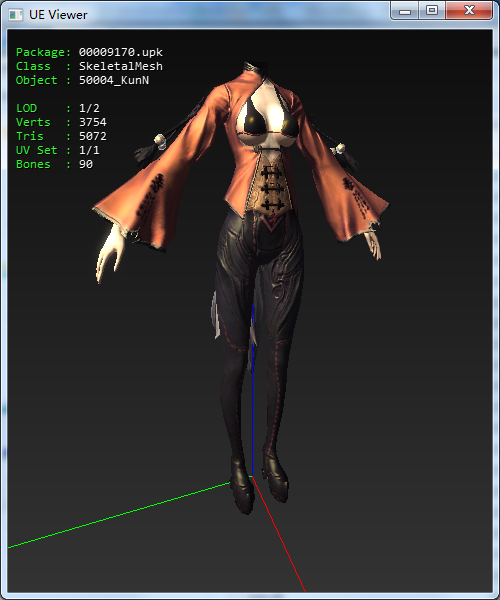 UE Viewer
Package: 00009170.upk
Class : SkeletalMesh
Object : 50004_KunN
LOD : 1/2
Verts : 3754
Tris : 5072
UV Set : 1/1
Bones : 90